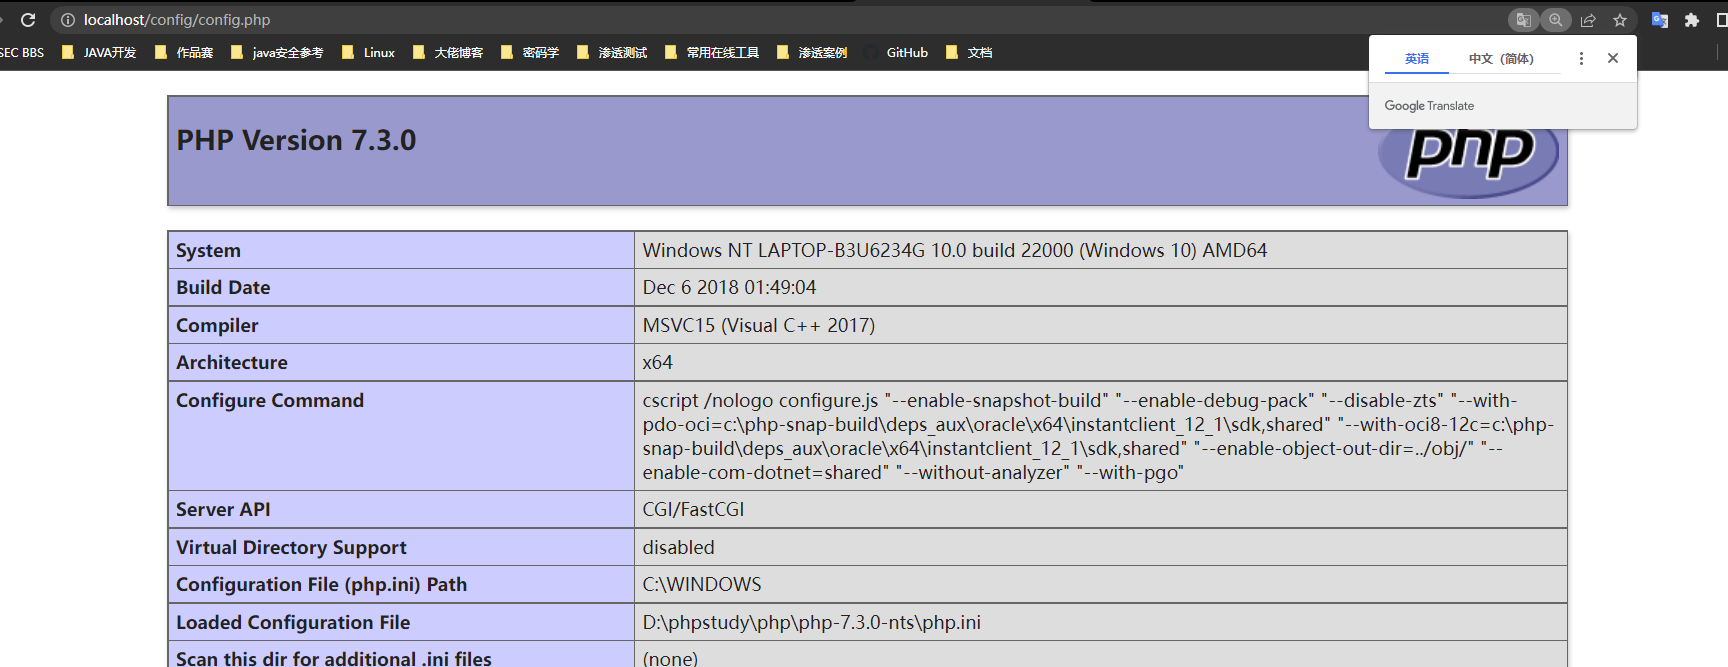 localhost/config/config.php
SEC BBS JAVA开发 作品赛 java安全参考 Linux 大佬博客 密码学 渗透测试 常用在线工具 渗透案例 GitHub 文档
英语 中文（简体）
Google Translate
PHP Version 7.3.0
php
System Windows NT LAPTOP-B3U6234G 10.0 build 22000 (Windows 10) AMD64
Build Date Dec 6 2018 01:49:04
Compiler MSVC15 (Visual C++ 2017)
Architecture x64
Configure Command cscript /nologo configure.js "--enable-snapshot-build" "--enable-debug-pack" "--disable-zts" "--with-
pdo-oci=c:\php-snap-build\deps_aux\oracle\x64\instantclient_12_1\sdk,shared" "--with-oci8-12c=c:\php-
snap-build\deps_aux\oracle\x64\instantclient_12_1\sdk,shared" "--enable-object-out-dir=../obj/" "--
enable-com-dotnet=shared" "--without-analyzer" "--with-pgo"
Server API CGI/FastCGI
Virtual Directory Support disabled
Configuration File (php.ini) Path C:\WINDOWS
Loaded Configuration File D:\phpstudy\php\php-7.3.0-nts\php.ini
Scan this dir for additional .ini files (none)